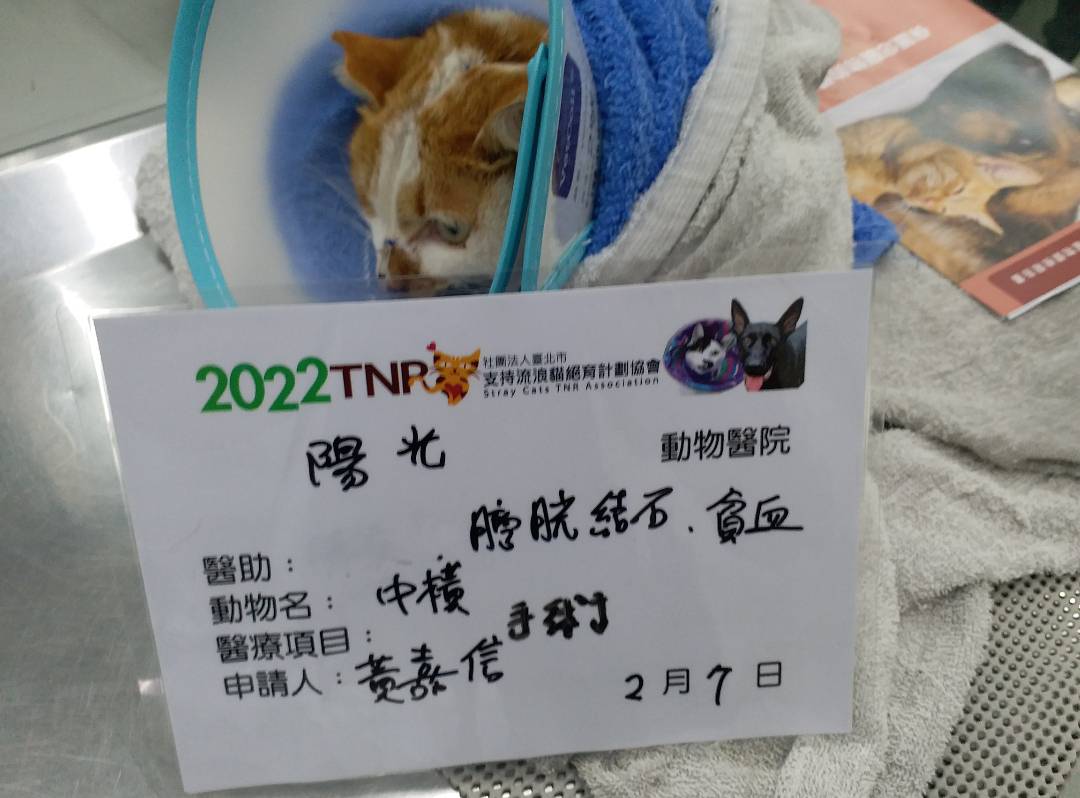 2022TNR
社團法人臺北市
支持流浪貓絕育計劃協會
Stray Cats TNR Association
陽光 動物醫院
膀胱結石、貧血
醫助：
動物名：中橫
醫療項目：
申請人：黃嘉信
2月7日